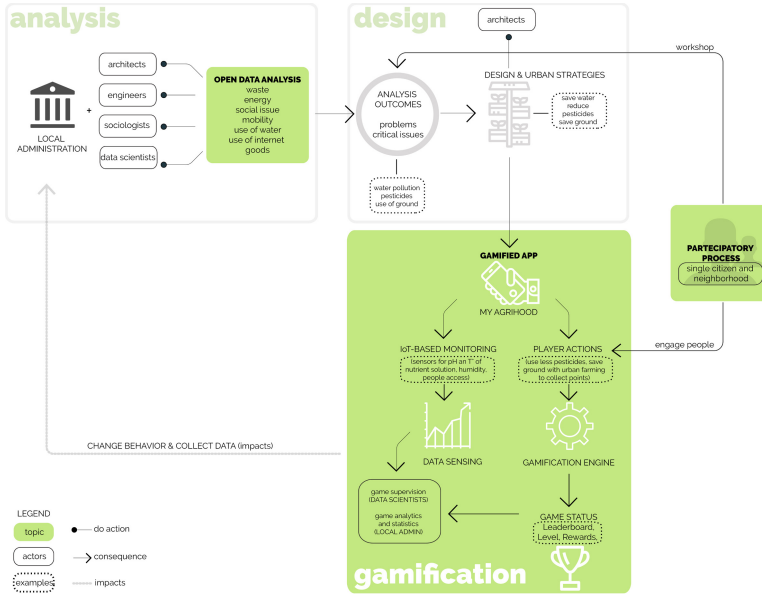 analysis
architects
engineers
sociologists
data scientists
+
LOCAL
ADMINISTRATION
OPEN DATA ANALYSIS
waste
energy
social issue
mobility
use of water
use of internet
goods
design
architects
workshop
ANALYSIS
OUTCOMES
problems
critical issues
DESIGN & URBAN STRATEGIES
save water
reduce
pesticides
save ground
water pollution
pesticides
use of ground
PARTECIPATORY
PROCESS
single citizen and
neighborhood
engage people
GAMIFIED APP
MY AGRIHOOD
IoT-BASED MONITORING
(sensors for pH an T° of
nutrient solution, humidity,
people access)
PLAYER ACTIONS
(use less pesticides, save
ground with urban farming
to collect points)
DATA SENSING
GAMIFICATION ENGINE
game supervision
(DATA SCIENTISTS)
game analytics
and statistics
(LOCAL ADMIN)
GAME STATUS
Leaderboard,
Level, Rewards,
gamification
CHANGE BEHAVIOR & COLLECT DATA (impacts)
LEGEND
topic
do action
actors
consequence
examples
impacts